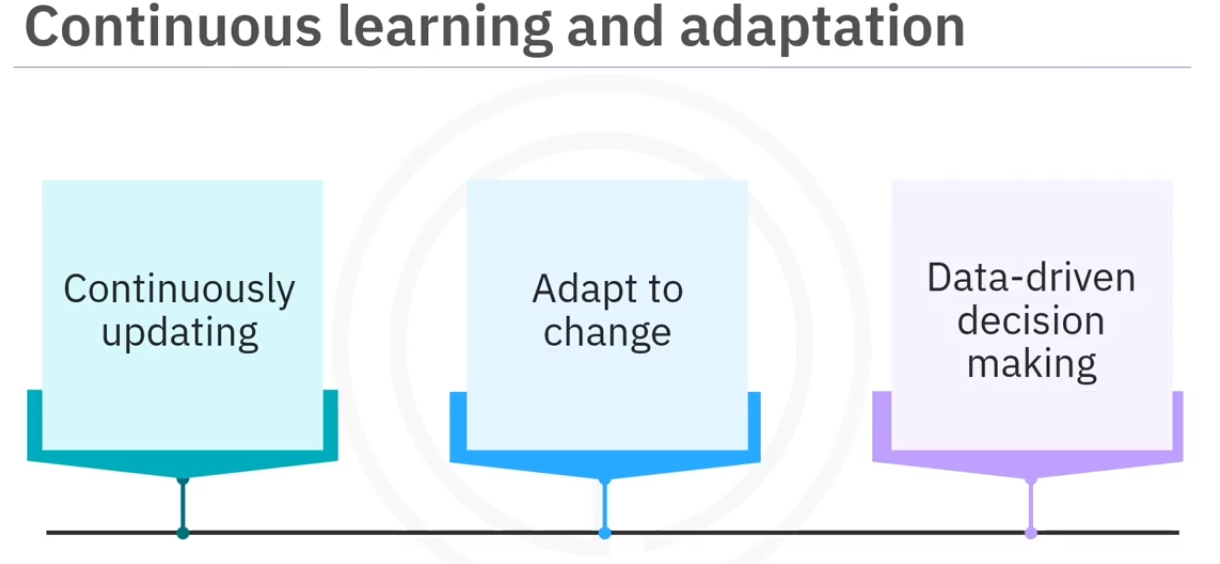 Continuous learning and adaptation
Continuously
updating
Adapt to
change
Data-driven
decision
making